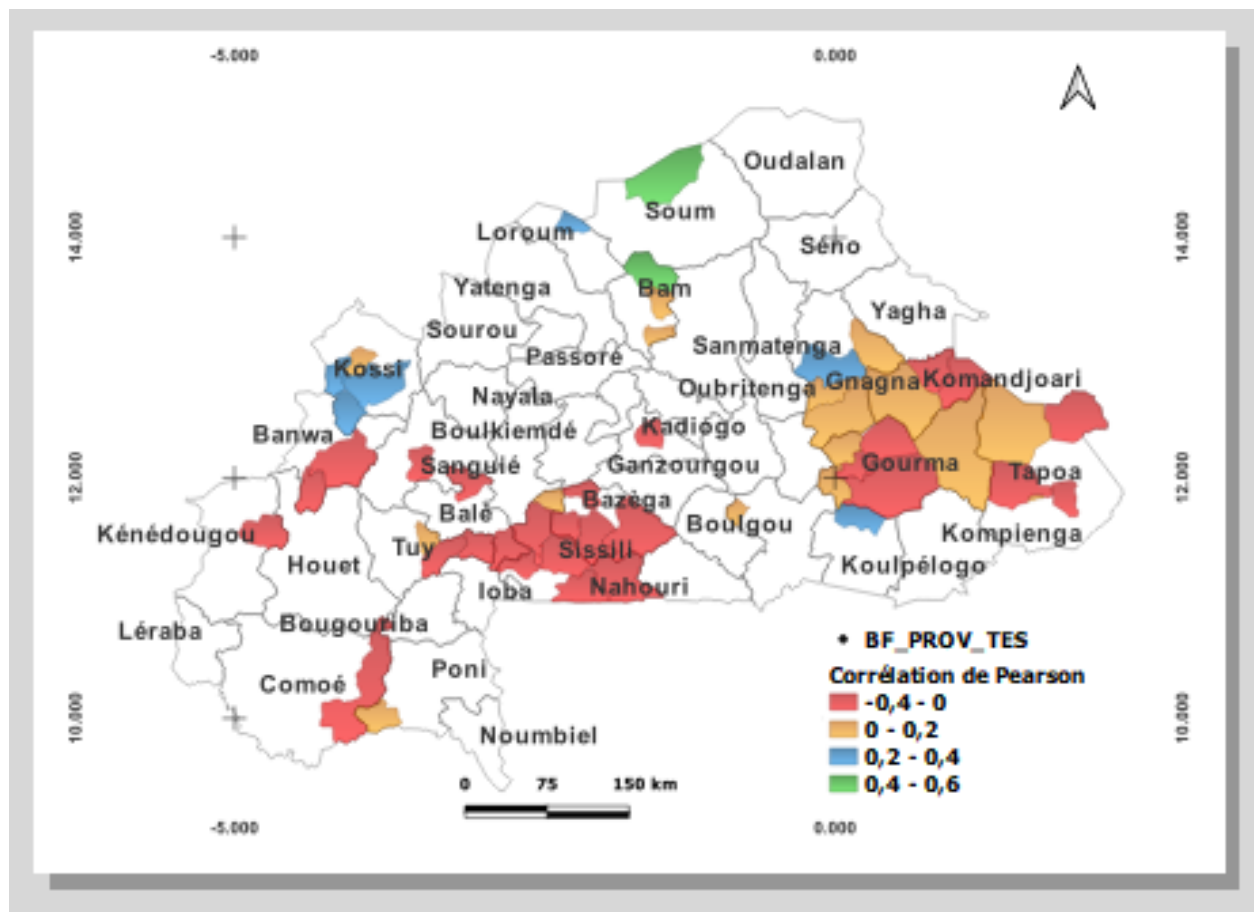 -5.000 0.000
Oudalan
Soum
14.000 Loroum Séno 14.000
Yatenga Bam
Yagha
Sourou Sanmatenga
Passoré
Kossi Oubritenga Gnagna Komandjoari
Nayala
Banwa Boulkiemdé Kadiogo
12.000 Sanguié Ganzourgou Gourma Tapoa 12.000
Bazèga
Balé
Kénédougou Tuy Sissili Boulgou Kompienga
Houet Koulpélogo
Ioba Nahouri
Léraba Bougouriba
BF_PROV_TES
Comoé Poni
Corrélation de Pearson
-0,4 - 0
10.000 Noumbiel 0 - 0,2 10.000
0,2 - 0,4
0 75 150 km 0,4 - 0,6
-5.000 0.000